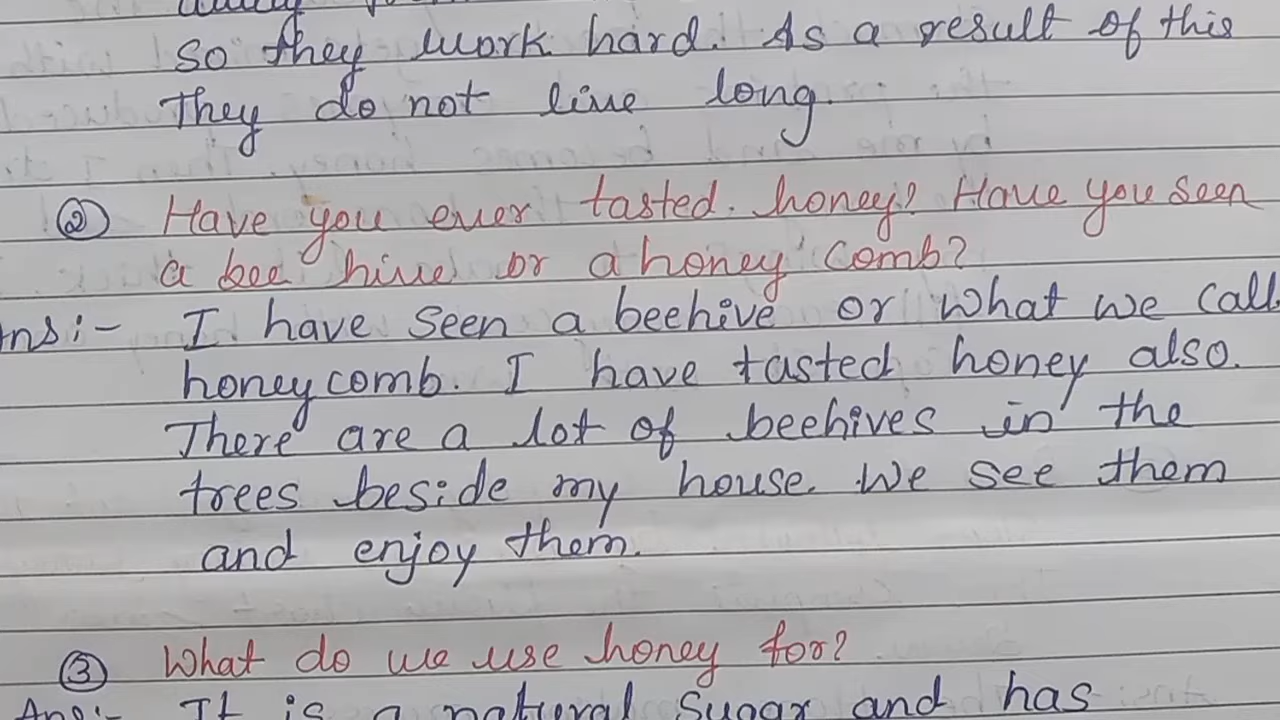 So they work hard. As a result of this
They do not live long.
② Have you ever tasted. honey? Have you seen
a bee hive or a honey comb?
Ans:- I have seen a beehive or what we call
honeycomb. I have tasted honey also.
There are a lot of beehives in the
trees beside my house. We see them
and enjoy them.
③ What do we use honey for?
Ans:- It is a natural sugar and has